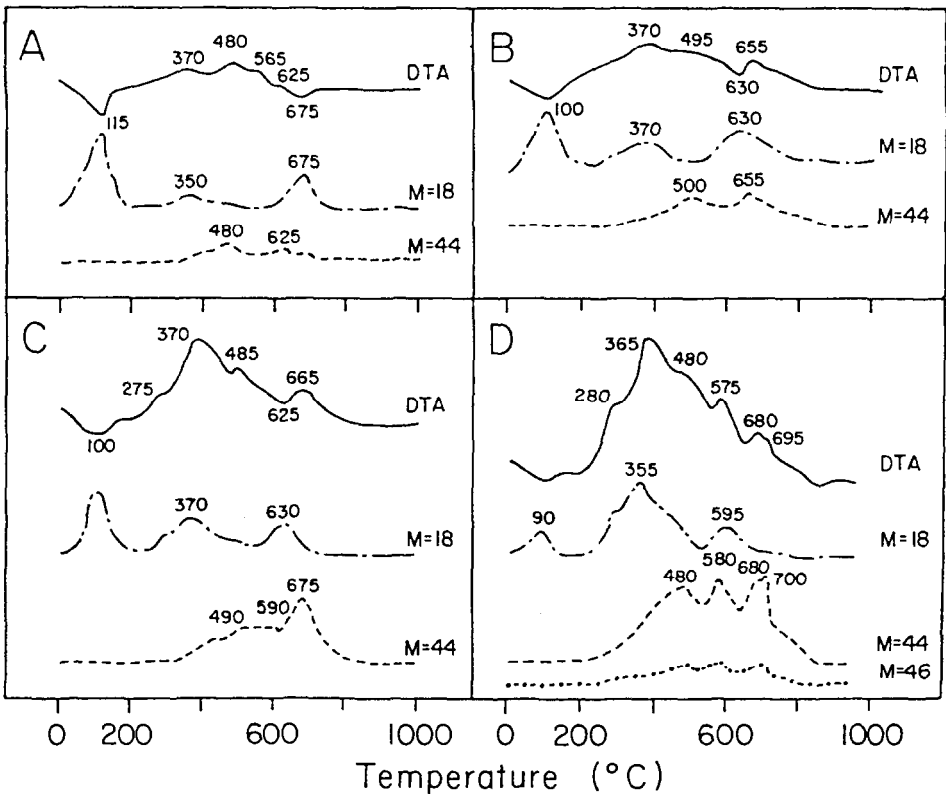 A
370
480
565
625
675
DTA
115
350
675
M=18
480
625
M=44
B
370
495
655
630
DTA
100
370
630
M=18
500
655
M=44
C
370
275
485
665
625
100
DTA
370
630
M=18
490
590
675
M=44
D
365
280
480
575
680
695
DTA
90
355
595
M=18
480
580
680
700
M=44
M=46
0 200 600 1000 0 200 600 1000
Temperature (°C)